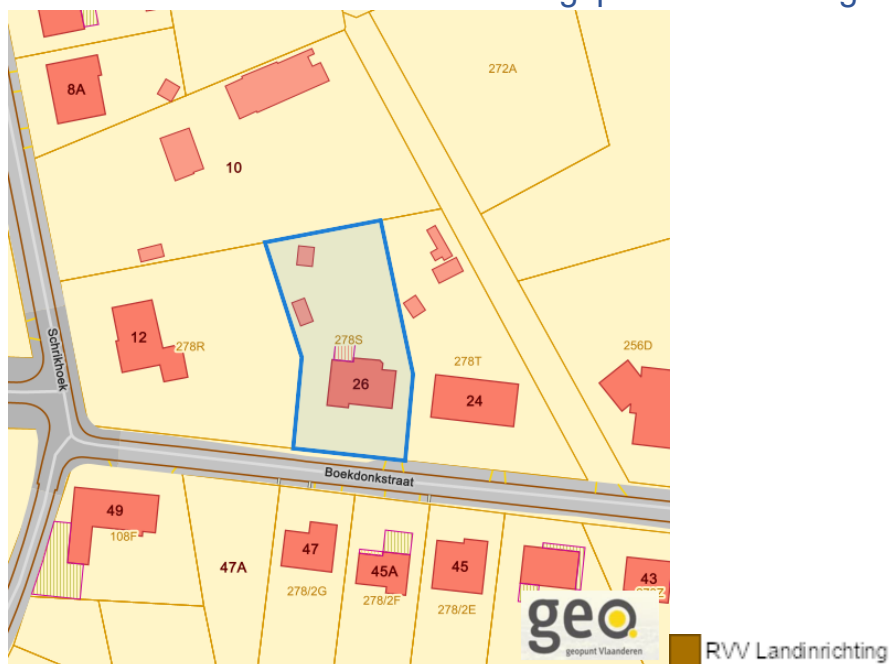 8A
272A
10
12
278R
278S
26
278T
24
256D
Schrikhoek
Boekdonkstraat
49
108F
47A
47
278/2G
45A
278/2F
45
278/2E
43
geo.
geopunt Vlaanderen
RVV Landinrichting